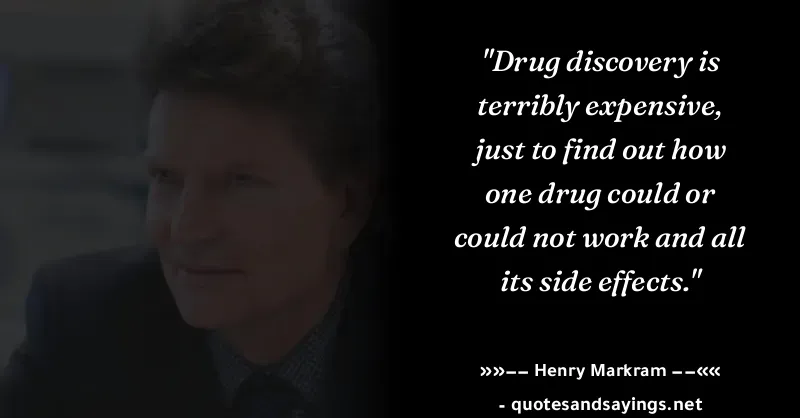 "Drug discovery is
terribly expensive,
just to find out how
one drug could or
could not work and all
its side effects."
»»−− Henry Markram −−««
- quotesandsayings.net